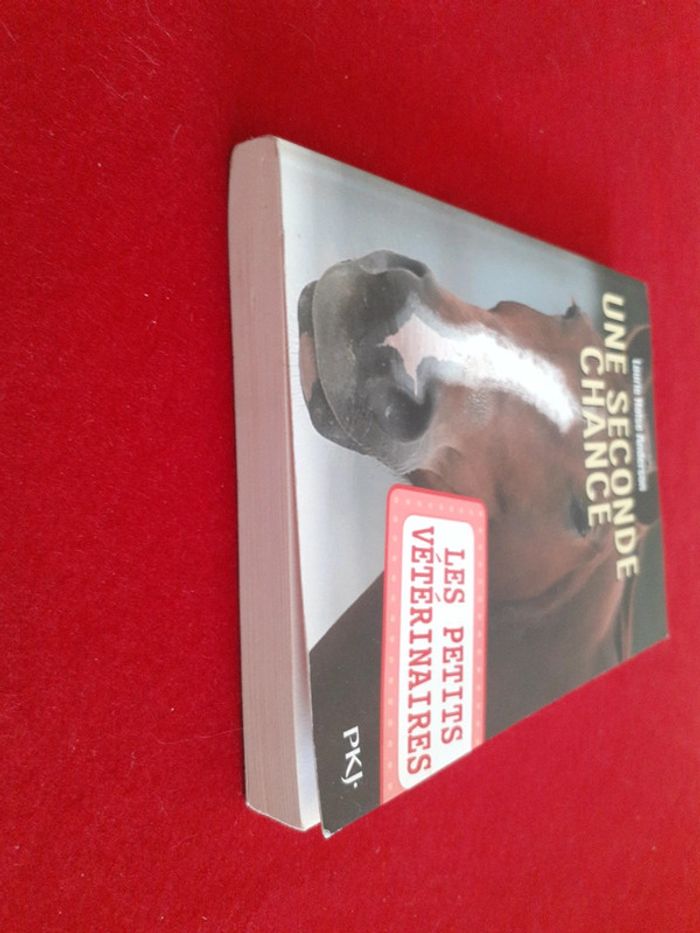 Laurie Halse Anderson
UNE SECONDE
CHANCE
LES PETITS
VÉTÉRINAIRES
PKJ·